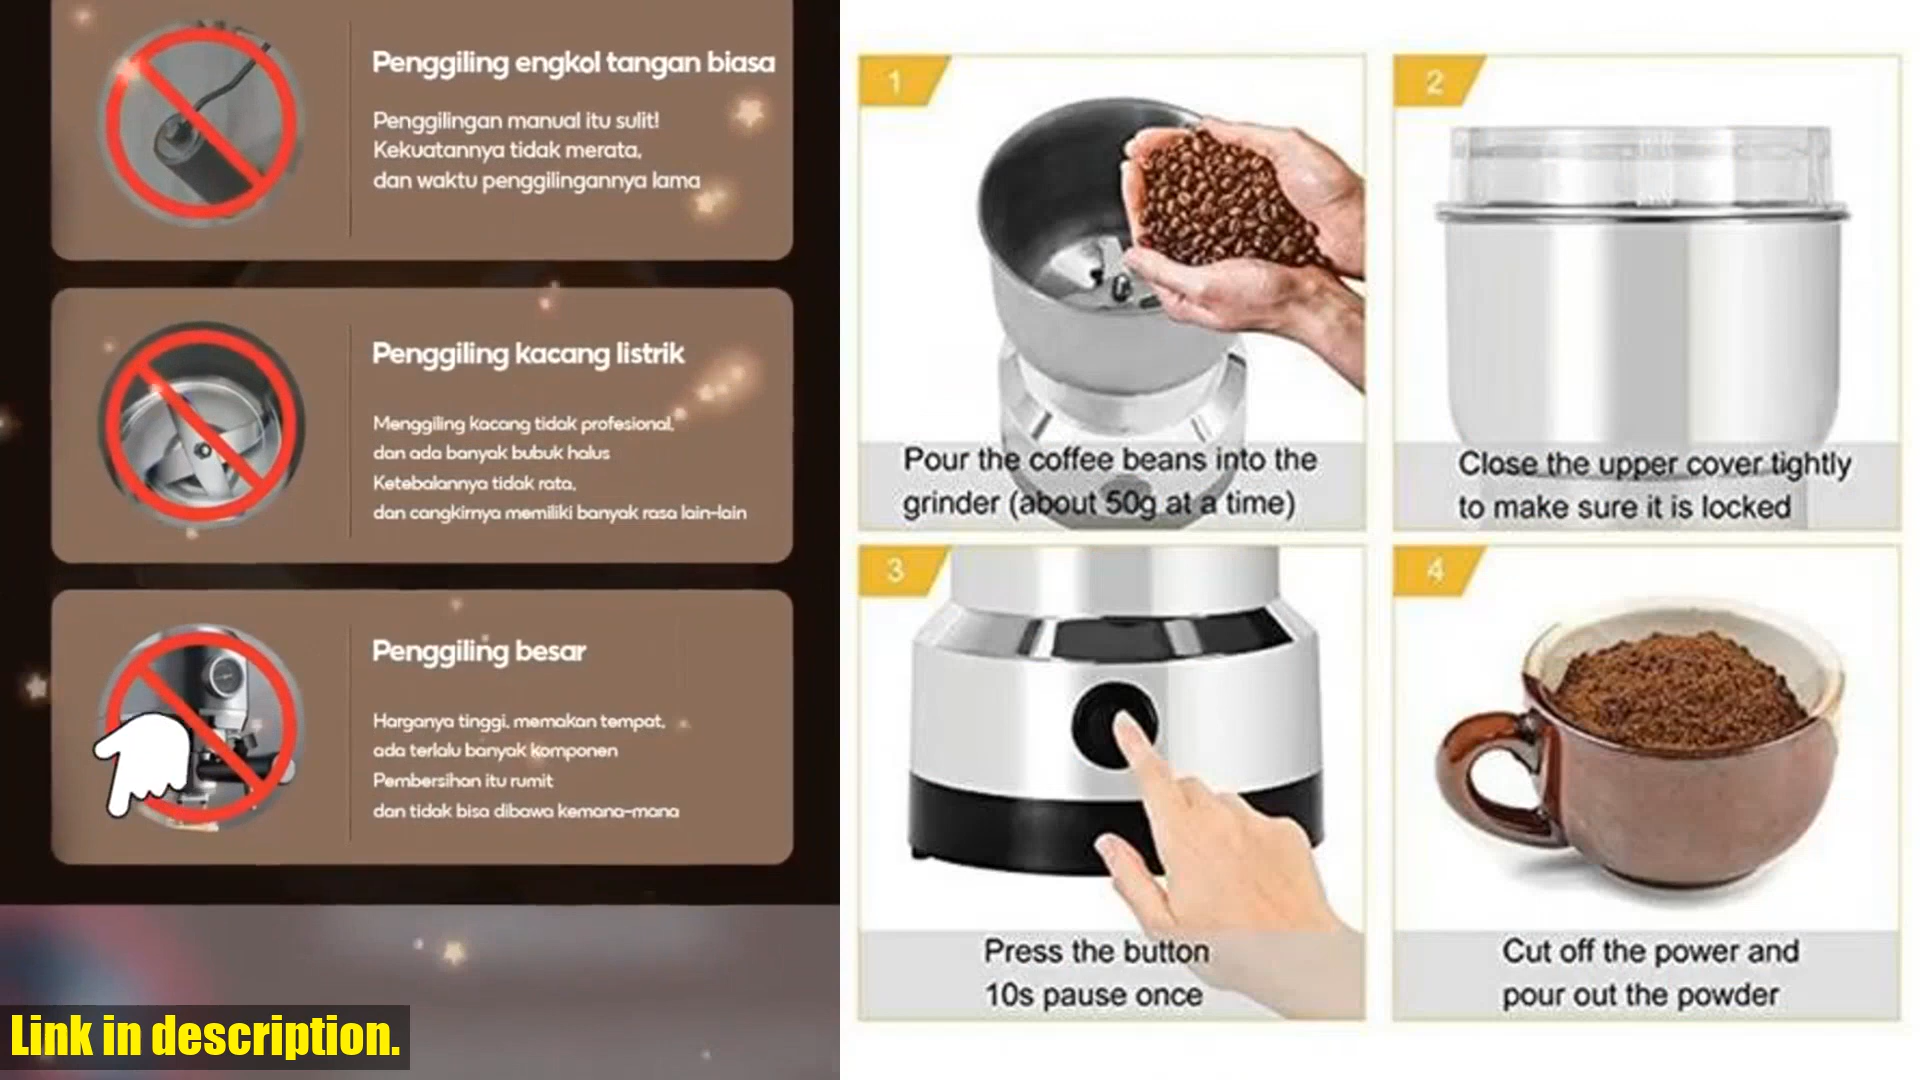 Penggiling engkol tangan biasa
Penggilingan manual itu sulit!
Kekuatannya tidak merata,
dan waktu penggilingannya lama
Penggiling kacang listrik
Menggiling kacang tidak profesional,
dan ada banyak bubuk halus
Ketebalannya tidak rata,
dan cangkirnya memiliki banyak rasa lain-lain
Penggiling besar
Harganya tinggi, memakan tempat,
ada terlalu banyak komponen
Pembersihan itu rumit
dan tidak bisa dibawa kemana-mana
Link in description.
1
Pour the coffee beans into the
grinder (about 50g at a time)
2
Close the upper cover tightly
to make sure it is locked
3
Press the button
10s pause once
4
Cut off the power and
pour out the powder